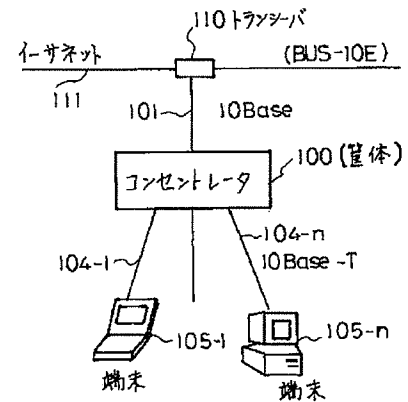 110 トランシーバ
イーサネット
(BUS-10E)
111
101
10Base
100(筐体)
コンセントレータ
104-n
104-1
10Base-T
105-1
105-n
端末
端末